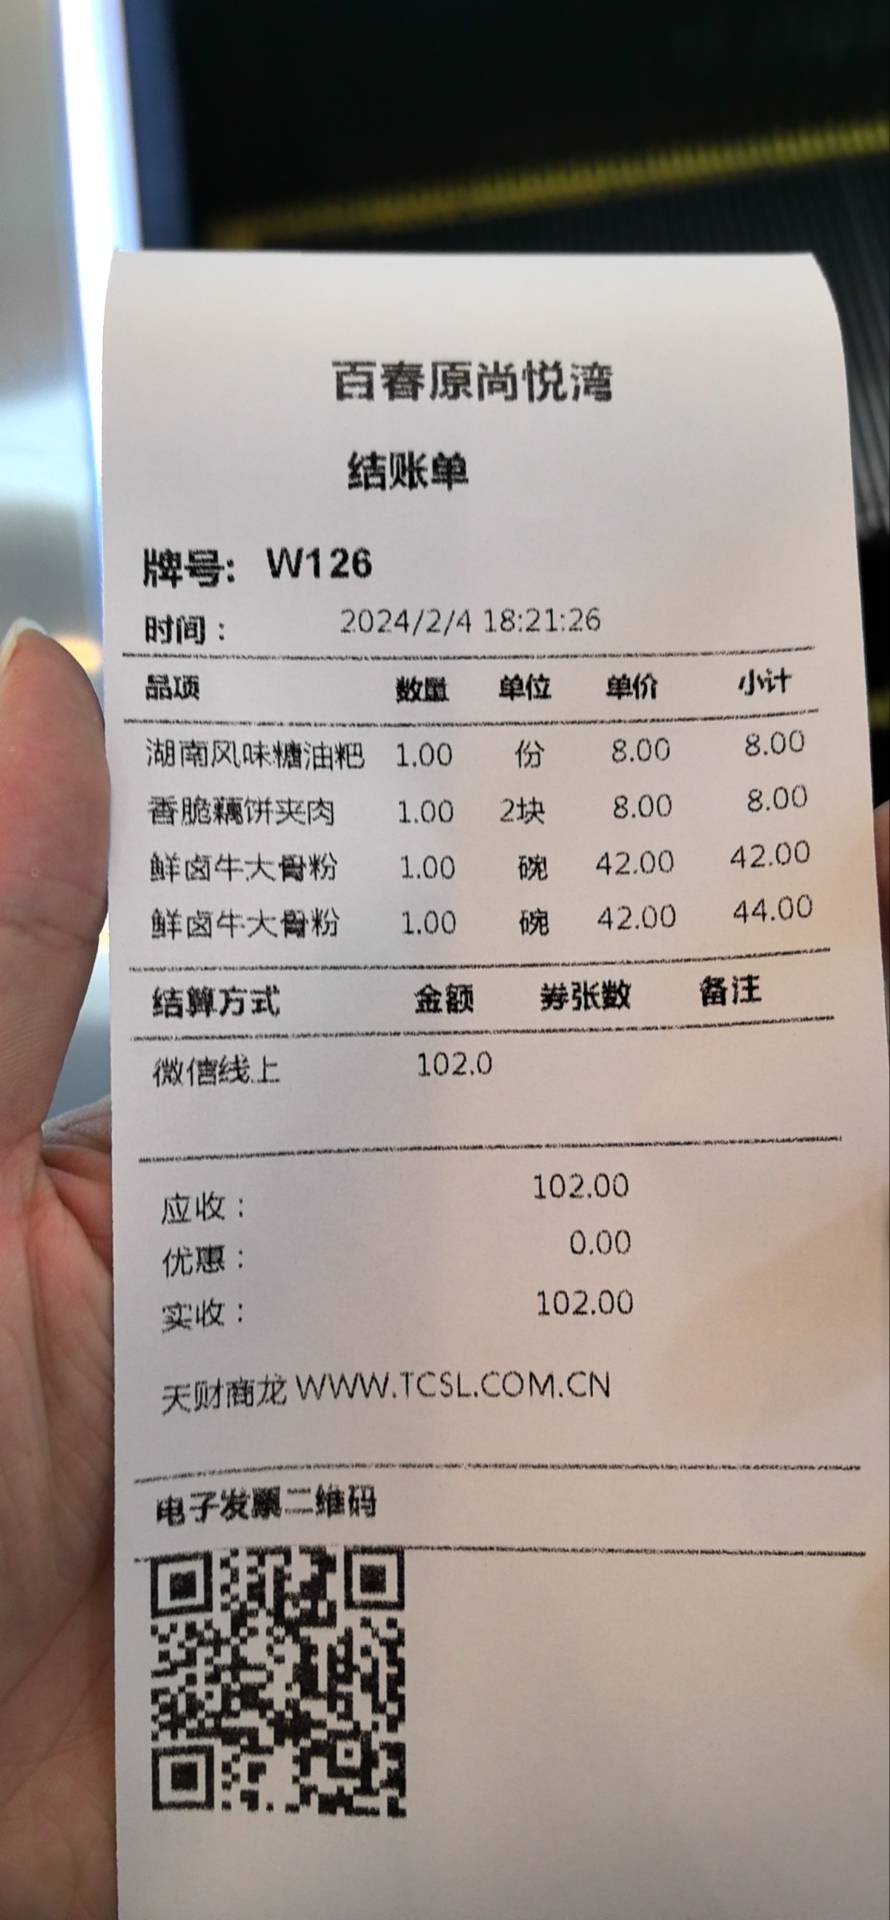 百春原尚悦湾
结账单
牌号: W126
时间： 2024/2/4 18:21:26
品项 数量 单位 单价 小计
湖南风味糖油粑 1.00 份 8.00 8.00
香脆藕饼夹肉 1.00 2块 8.00 8.00
鲜卤牛大骨粉 1.00 碗 42.00 42.00
鲜卤牛大骨粉 1.00 碗 42.00 44.00
结算方式 金额 券张数 备注
微信线上 102.0
应收： 102.00
优惠： 0.00
实收： 102.00
天财商龙 WWW.TCSL.COM.CN
电子发票二维码